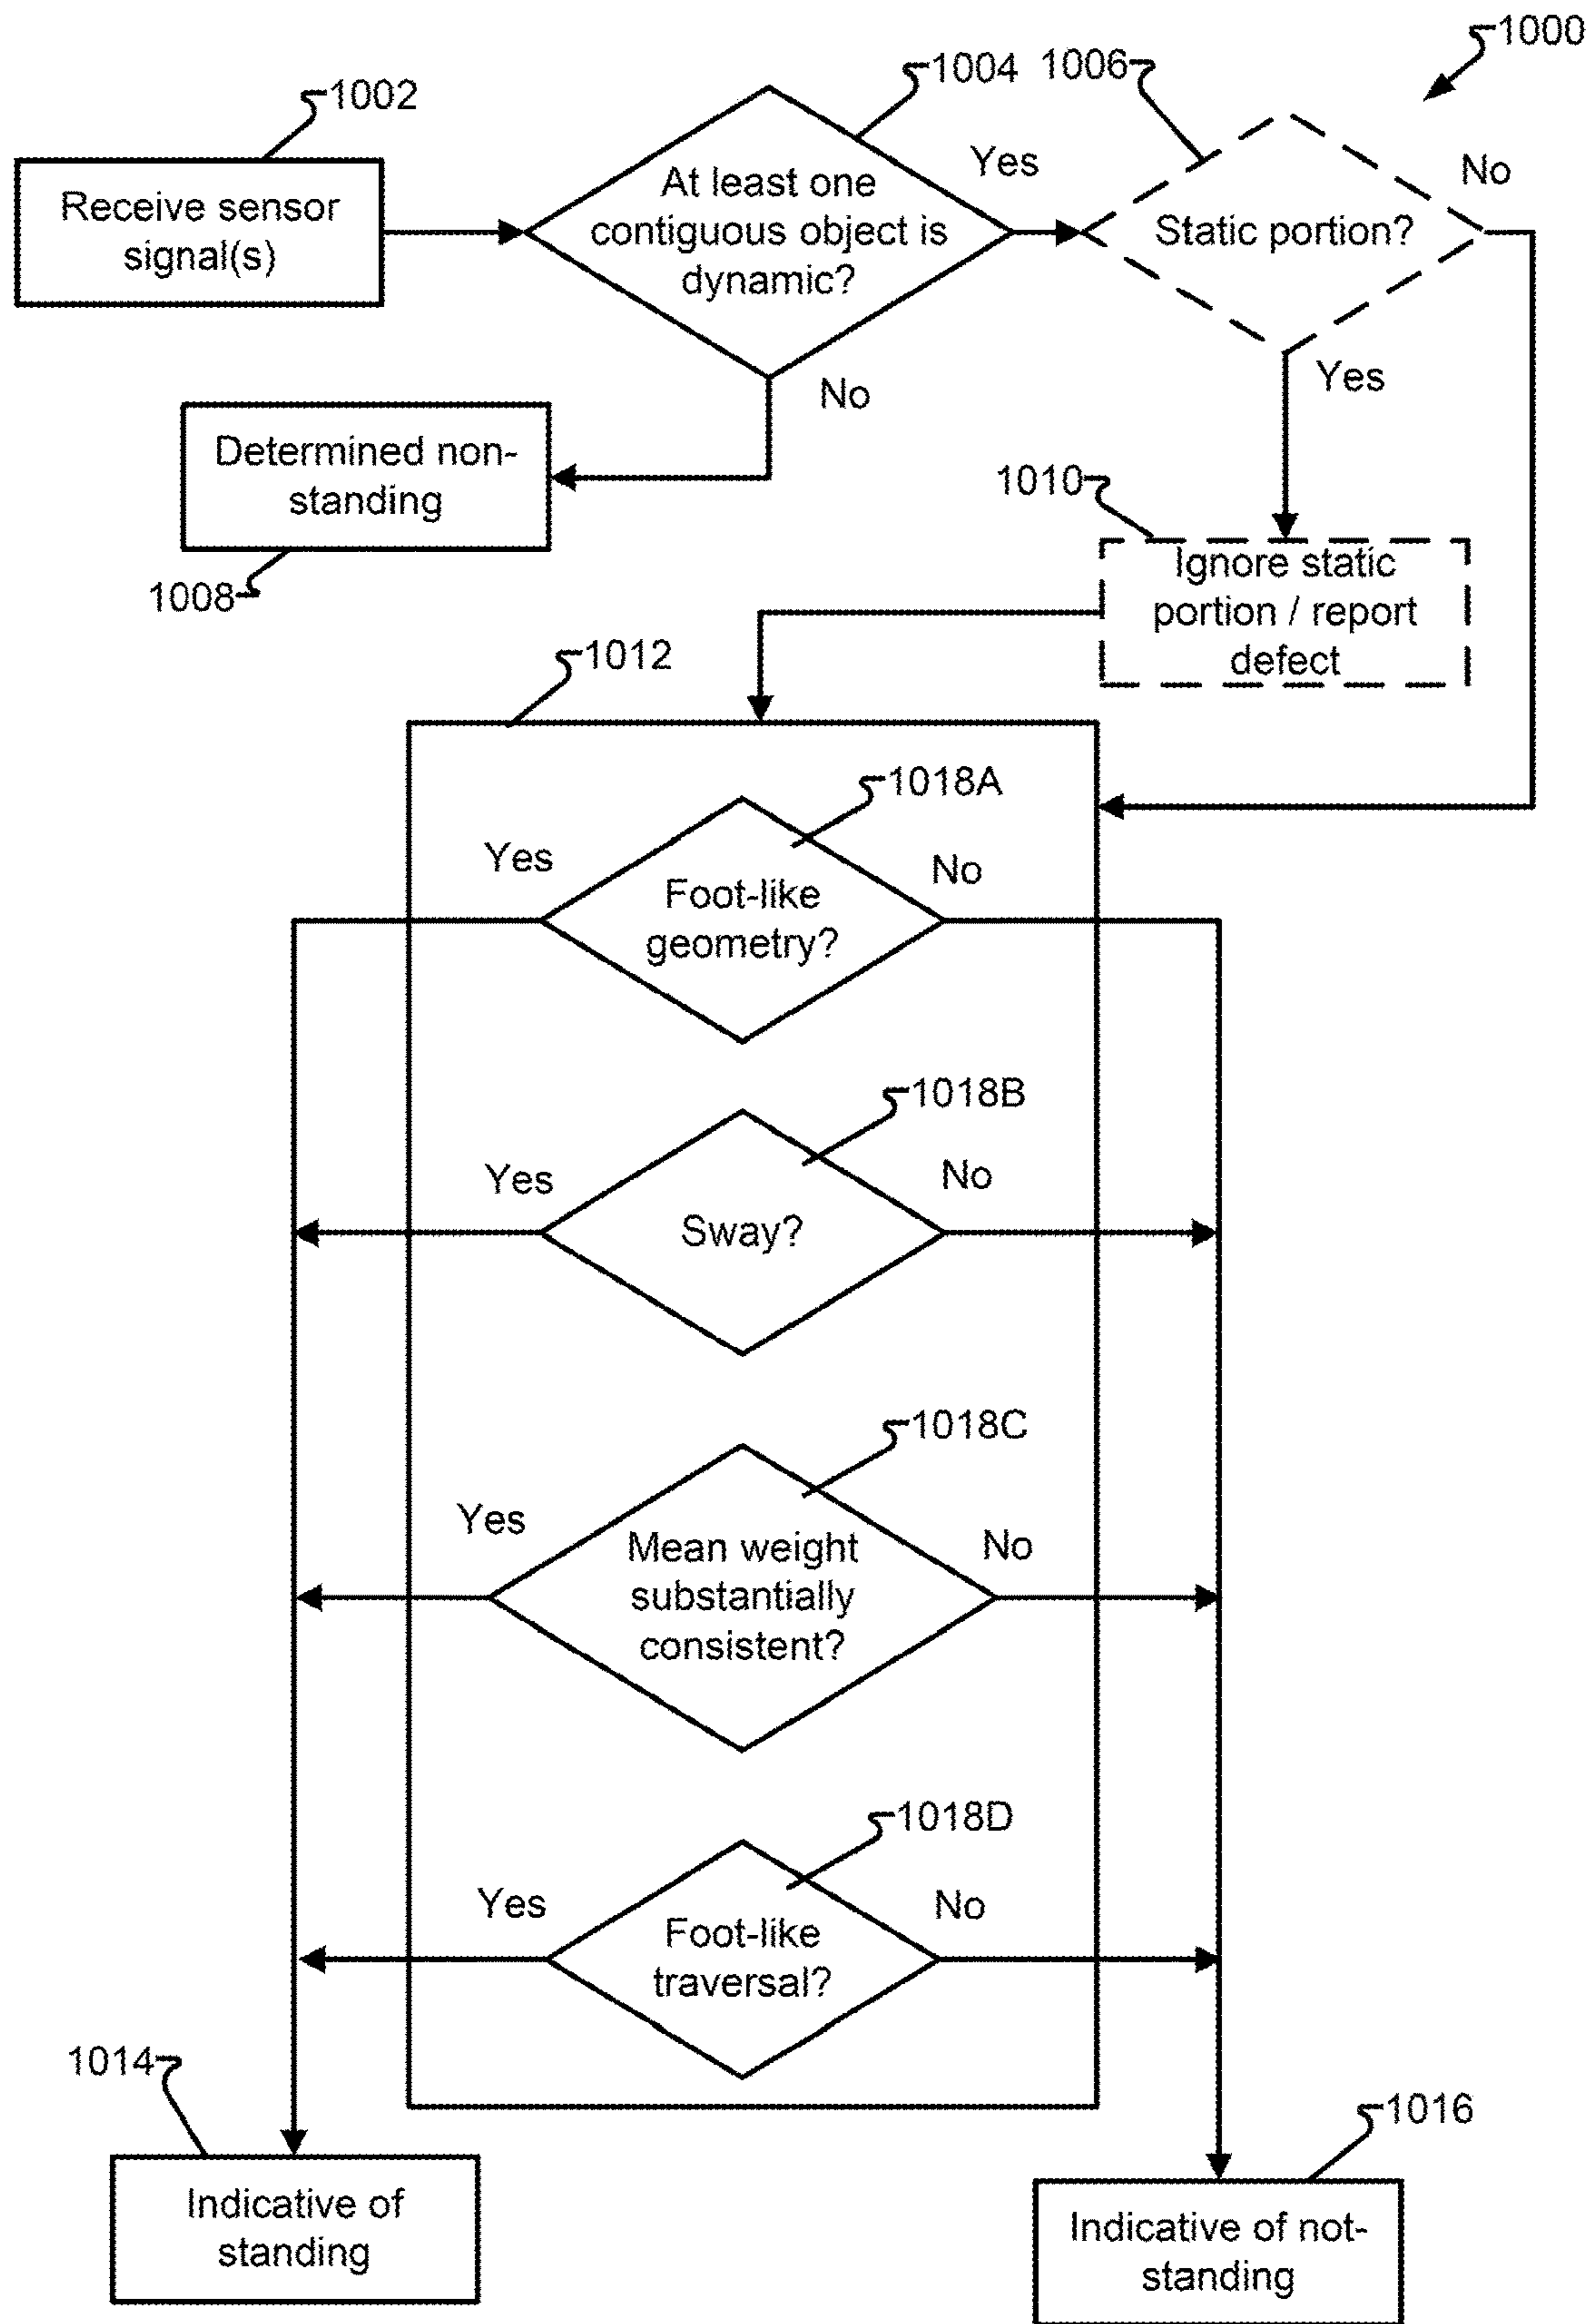 1000
1002
1004
1006
Receive sensor
signal(s)
At least one
contiguous object is
dynamic?
Yes
No
Static portion?
No
Yes
Determined non-
standing
1008
1010
Ignore static
portion / report
defect
1012
1018A
Yes
No
Foot-like
geometry?
1018B
Yes
No
Sway?
1018C
Yes
No
Mean weight
substantially
consistent?
1018D
Yes
No
Foot-like
traversal?
1014
Indicative of
standing
1016
Indicative of not-
standing